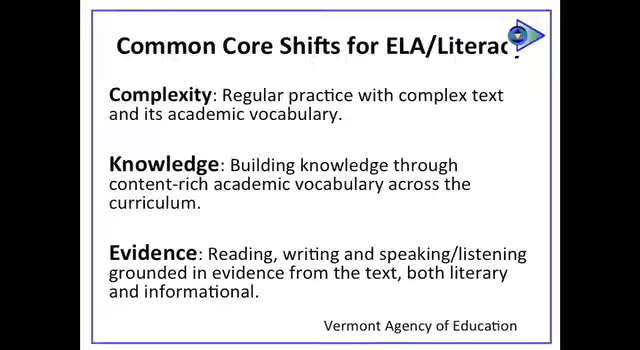 Common Core Shifts for ELA/Literacy
Complexity: Regular practice with complex text
and its academic vocabulary.
Knowledge: Building knowledge through
content-rich academic vocabulary across the
curriculum.
Evidence: Reading, writing and speaking/listening
grounded in evidence from the text, both literary
and informational.
Vermont Agency of Education